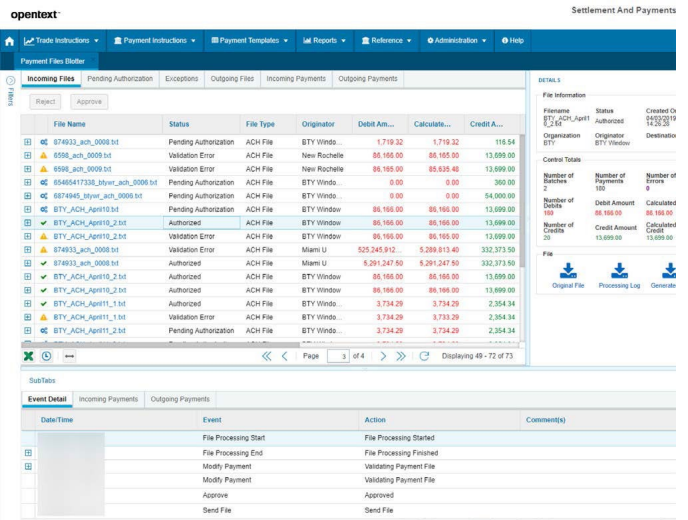 opentext™
Settlement And Payments
Trade Instructions Payment Instructions Payment Templates Reports Reference Administration Help
Payment Files Blotter
Filters
Incoming Files Pending Authorization Exceptions Outgoing Files Incoming Payments Outgoing Payments
Reject Approve
File Name Status File Type Originator Debit Am... Calculate... Credit A...
874933_ach_0008.txt Pending Authorization ACH File BTY Windo... 1,719.32 1,719.32 116.54
6598_ach_0009.txt Validation Error ACH File New Rochelle 86,166.00 86,165.00 13,699.00
6598_ach_0009.txt Validation Error ACH File New Rochelle 86,165.00 85,635.48 13,699.00
65465417338_btywt_ach_0006.txt Pending Authorization ACH File BTY Windo... 0.00 0.00 360.00
6874945_btywt_ach_0006.txt Pending Authorization ACH File BTY Windo... 0.00 0.00 54,000.00
BTY_ACH_April10_2.txt Pending Authorization ACH File BTY Window 86,166.00 86,166.00 13,699.00
BTY_ACH_April10_2.txt Authorized ACH File BTY Window 86,166.00 86,166.00 13,699.00
BTY_ACH_April10_2.txt Validation Error ACH File BTY Window 86,166.00 86,166.00 13,699.00
874933_ach_0008.txt Validation Error ACH File Miami U 525,245,912... 5,289,813.40 332,373.50
874933_ach_0008.txt Authorized ACH File Miami U 5,291,247.50 5,291,247.50 332,373.50
BTY_ACH_April10_2.txt Authorized ACH File BTY Window 86,166.00 86,166.00 13,699.00
BTY_ACH_April10_2.txt Authorized ACH File BTY Window 86,166.00 86,166.00 13,699.00
BTY_ACH_April11_1.txt Authorized ACH File BTY Windo... 3,734.29 3,734.29 2,354.34
BTY_ACH_April11_1.txt Validation Error ACH File BTY Windo... 3,734.29 3,733.29 2,354.34
BTY_ACH_April11_2.txt Pending Authorization ACH File BTY Windo... 3,734.29 3,734.29 2,354.34
Page 3 of 4 Displaying 49 - 72 of 73
DETAILS
File Information
Filename Status Created On
BTY_ACH_April1 Authorized 04/03/2019
0_2.txt 14:26:28
Organization Originator Destination
BTY BTY Window
Control Totals
Number of Batches Number of Payments Number of Errors
2 180 0
Number of Debits Debit Amount Calculated
160 86,166.00 86,166.00
Number of Credits Credit Amount Calculated Credit
20 13,699.00 13,699.00
File
Original File Processing Log Generate
SubTabs
Event Detail Incoming Payments Outgoing Payments
Date/Time Event Action Comment(s)
File Processing Start File Processing Started
File Processing End File Processing Finished
Modify Payment Validating Payment File
Modify Payment Validating Payment File
Approve Approved
Send File Send File